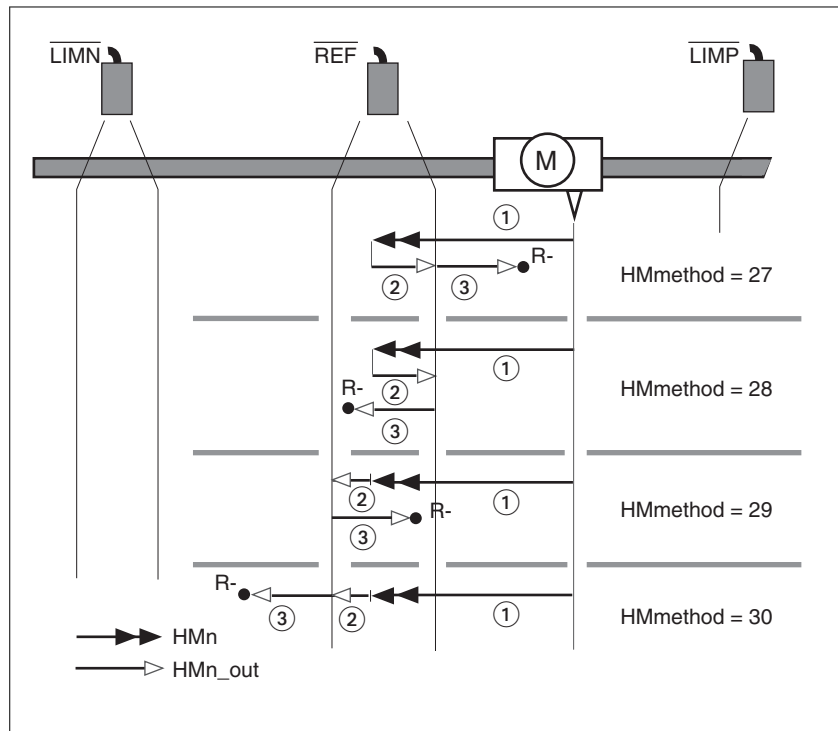 LIMN REF LIMP
M
①
R-
② ③
HMmethod = 27
①
②
R-
③
HMmethod = 28
② ①
R-
③
HMmethod = 29
R-
③ ② ①
HMmethod = 30
HMn
HMn_out